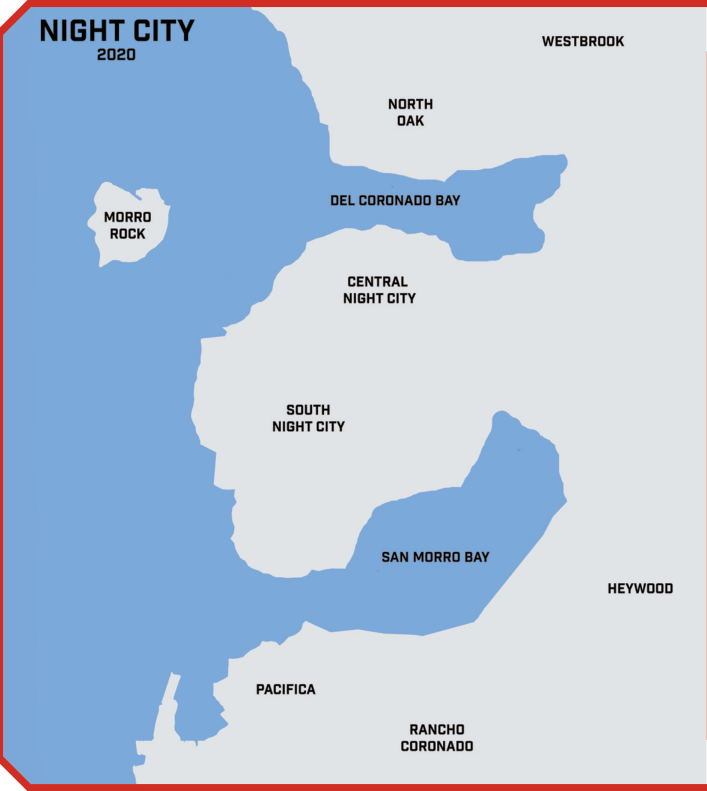 NIGHT CITY
2020
WESTBROOK
NORTH
OAK
DEL CORONADO BAY
MORRO
ROCK
CENTRAL
NIGHT CITY
SOUTH
NIGHT CITY
SAN MORRO BAY
HEYWOOD
PACIFICA
RANCHO
CORONADO